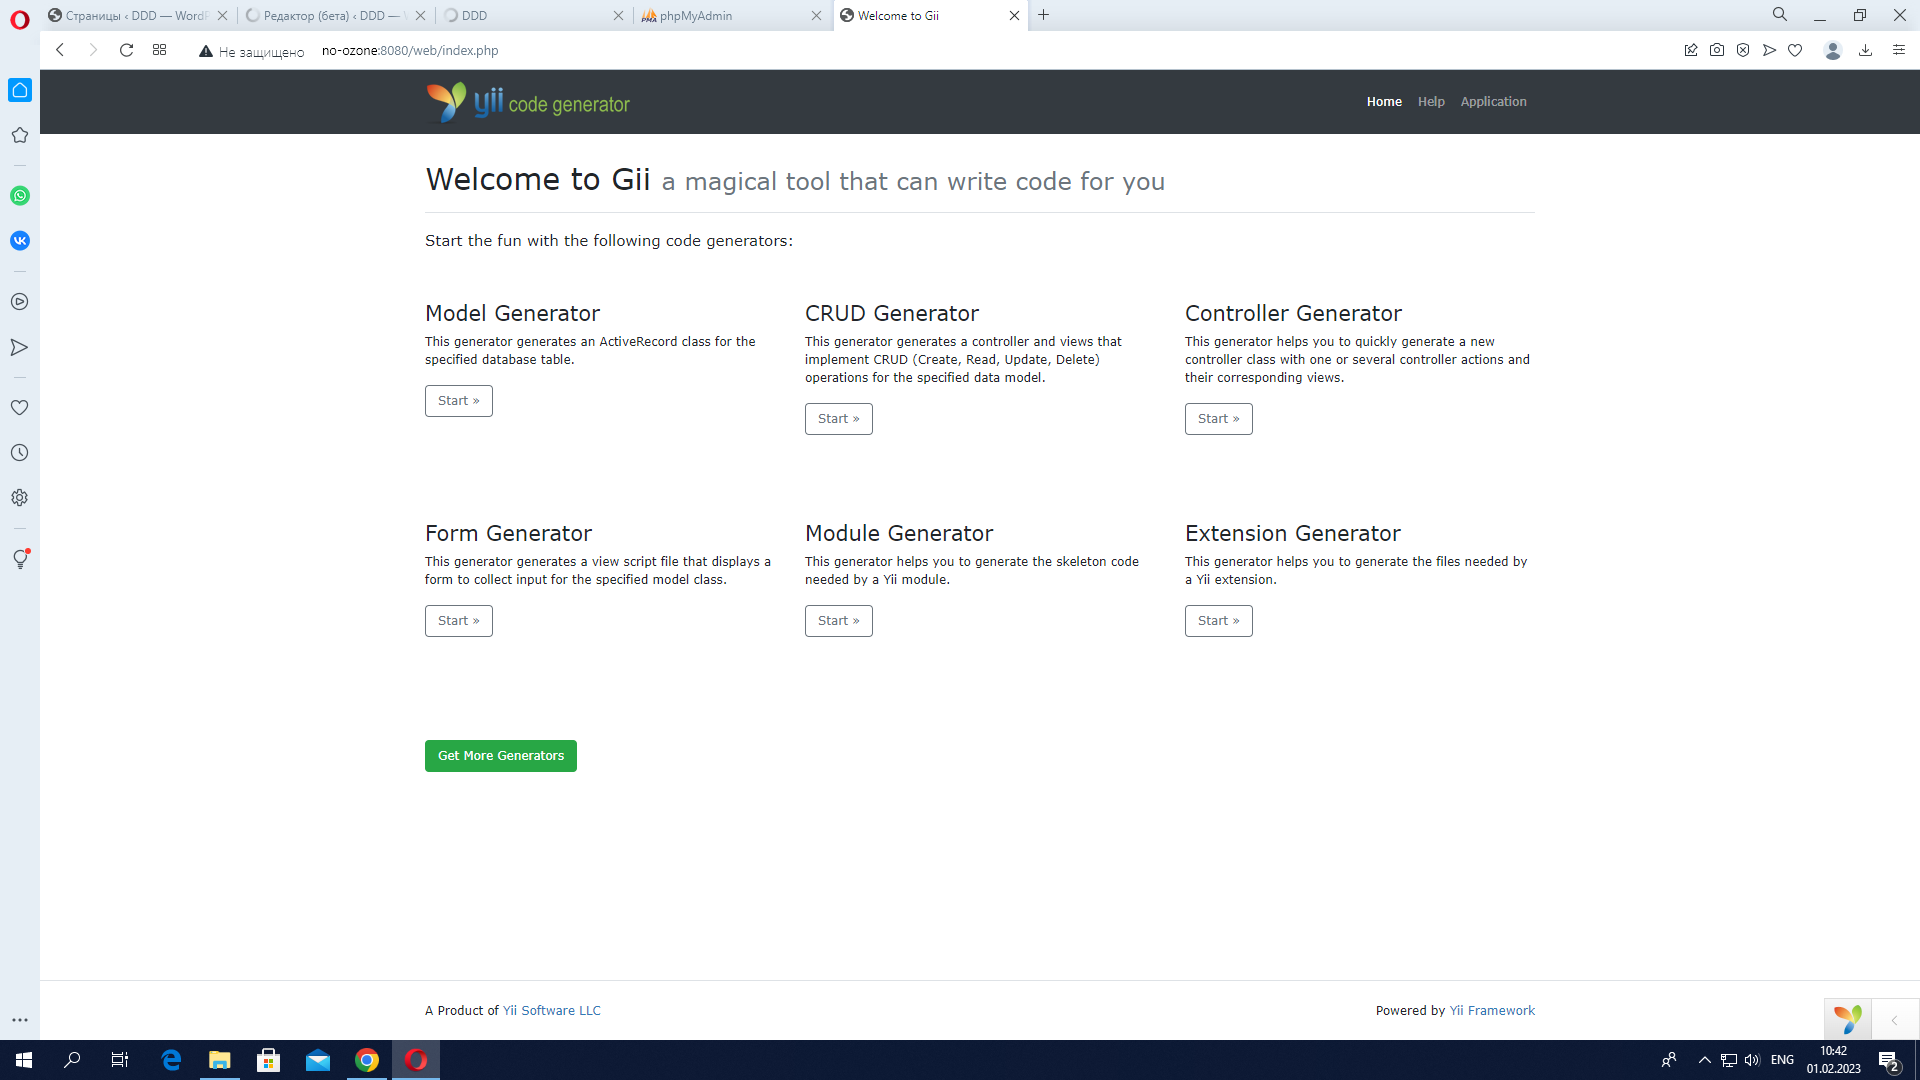 Страницы ‹ DDD — WordP
Редактор (бета) ‹ DDD — W
DDD
phpMyAdmin
Welcome to Gii
Не защищено
no-ozone:8080/web/index.php
yii code generator
Home
Help
Application
Welcome to Gii a magical tool that can write code for you
Start the fun with the following code generators:
Model Generator
This generator generates an ActiveRecord class for the
specified database table.
Start »
CRUD Generator
This generator generates a controller and views that
implement CRUD (Create, Read, Update, Delete)
operations for the specified data model.
Start »
Controller Generator
This generator helps you to quickly generate a new
controller class with one or several controller actions and
their corresponding views.
Start »
Form Generator
This generator generates a view script file that displays a
form to collect input for the specified model class.
Start »
Module Generator
This generator helps you to generate the skeleton code
needed by a Yii module.
Start »
Extension Generator
This generator helps you to generate the files needed by
a Yii extension.
Start »
Get More Generators
A Product of Yii Software LLC
Powered by Yii Framework
ENG
10:42
01.02.2023
2